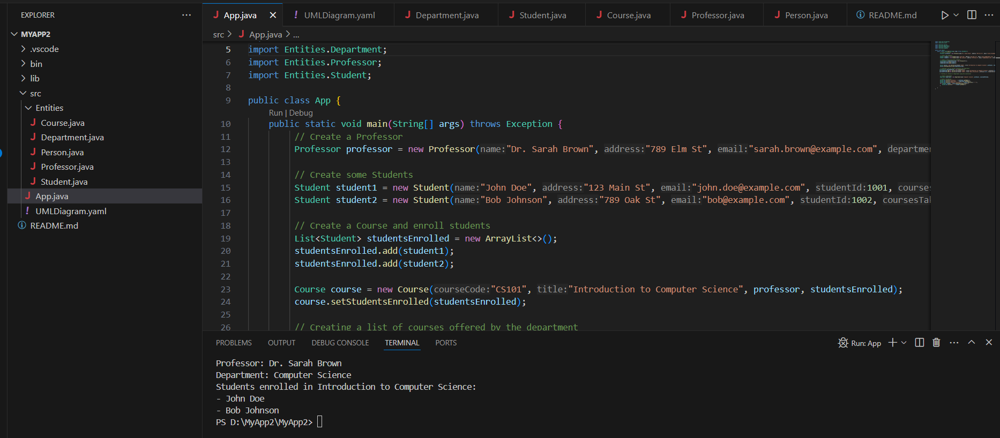 EXPLORER
MYAPP2
.vscode
bin
lib
src
Entities
Course.java
Department.java
Person.java
Professor.java
Student.java
App.java
UMLDiagram.yaml
README.md
App.java
UMLDiagram.yaml
Department.java
Student.java
Course.java
Professor.java
Person.java
README.md
src > App.java > ...
5 import Entities.Department;
6 import Entities.Professor;
7 import Entities.Student;
8
9 public class App {
Run | Debug
10 public static void main(String[] args) throws Exception {
11 // Create a Professor
12 Professor professor = new Professor(name:"Dr. Sarah Brown", address:"789 Elm St", email:"sarah.brown@example.com", departme
13
14 // Create some Students
15 Student student1 = new Student(name:"John Doe", address:"123 Main St", email:"john.doe@example.com", studentId:1001, courses
16 Student student2 = new Student(name:"Bob Johnson", address:"789 Oak St", email:"bob@example.com", studentId:1002, coursesTa
17
18 // Create a Course and enroll students
19 List<Student> studentsEnrolled = new ArrayList<>();
20 studentsEnrolled.add(student1);
21 studentsEnrolled.add(student2);
22
23 Course course = new Course(courseCode:"CS101", title:"Introduction to Computer Science", professor, studentsEnrolled);
24 course.setStudentsEnrolled(studentsEnrolled);
25
26 // Creating a list of courses offered by the department
PROBLEMS OUTPUT DEBUG CONSOLE TERMINAL PORTS
Run: App
Professor: Dr. Sarah Brown
Department: Computer Science
Students enrolled in Introduction to Computer Science:
- John Doe
- Bob Johnson
PS D:\MyApp2\MyApp2>